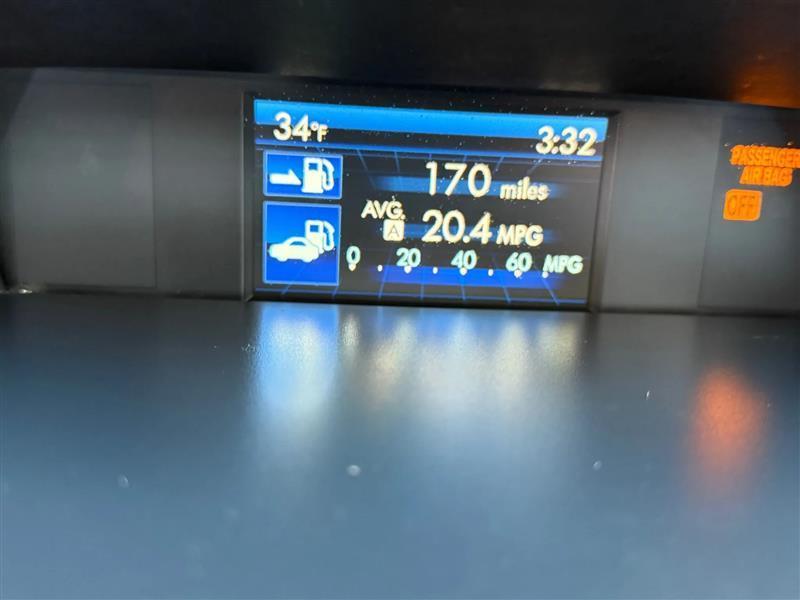 34°F
3:32
PASSENGER
AIR BAG
OFF
170 miles
AVG.
A 20.4 MPG
0 20 40 60 MPG